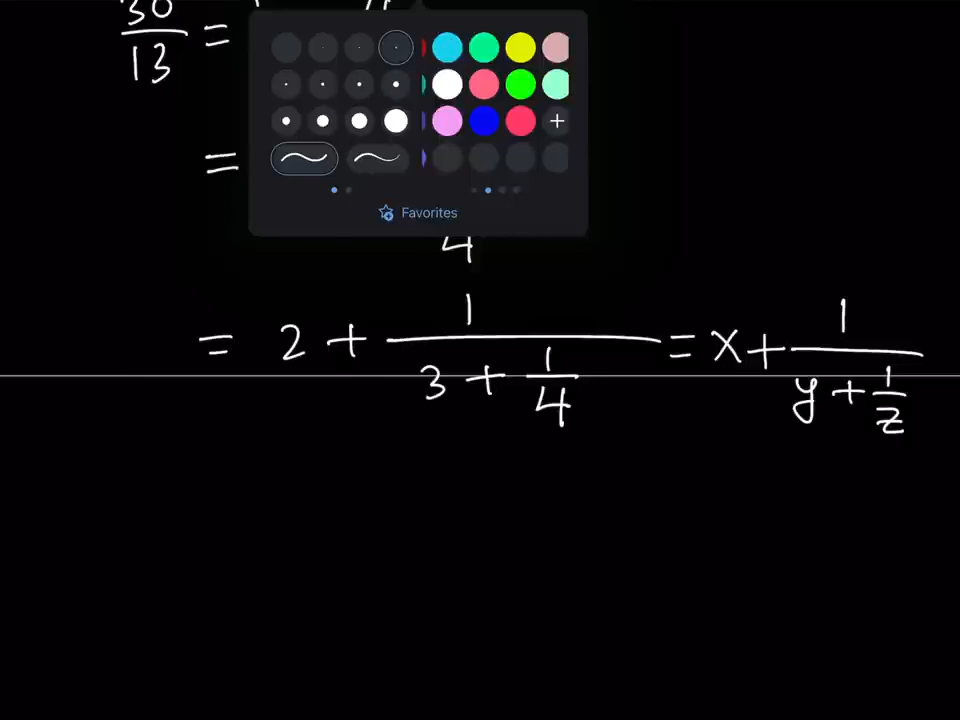 30/13 =
Favorites
=
4
= 2 + 1/(3 + 1/4) = x + 1/(y + 1/z)